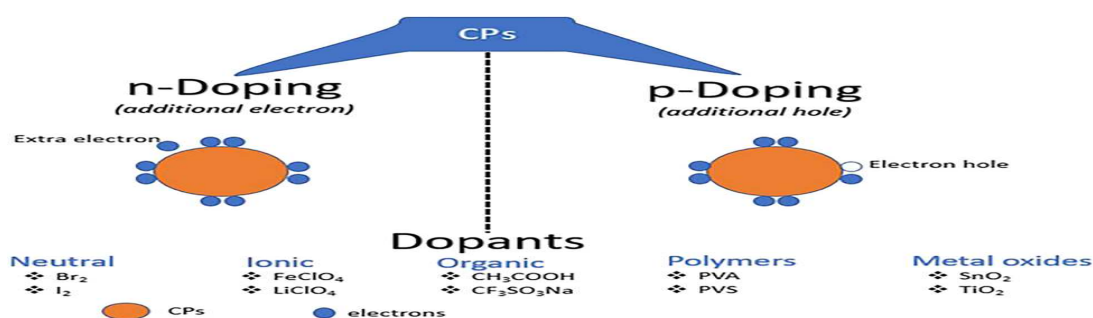 CPs
n-Doping
(additional electron)
p-Doping
(additional hole)
Extra electron
Electron hole
Dopants
Neutral
❖ Br₂
❖ I₂
Ionic
❖ FeClO₄
❖ LiClO₄
Organic
❖ CH₃COOH
❖ CF₃SO₃Na
Polymers
❖ PVA
❖ PVS
Metal oxides
❖ SnO₂
❖ TiO₂
CPs
electrons